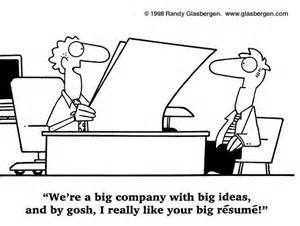 © 1998 Randy Glasbergen. www.glasbergen.com
"We're a big company with big ideas,
and by gosh, I really like your big résumé!"